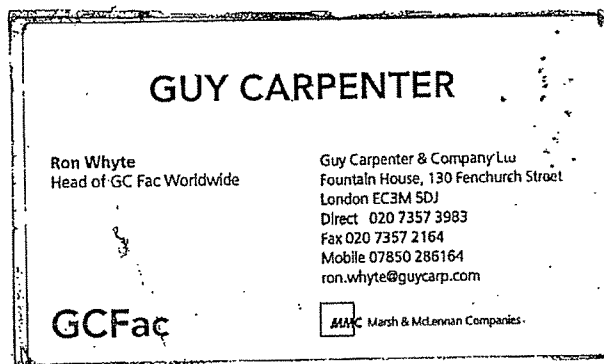 GUY CARPENTER
Ron Whyte
Head of GC Fac Worldwide
Guy Carpenter & Company
Fountain House, 130 Fenchurch Street
London EC3M 5DJ
Direct 020 7357 3983
Fax 020 7357 2164
Mobile 07850 286164
ron.whyte@guycarp.com
GCFac
MMC Marsh & McLennan Companies